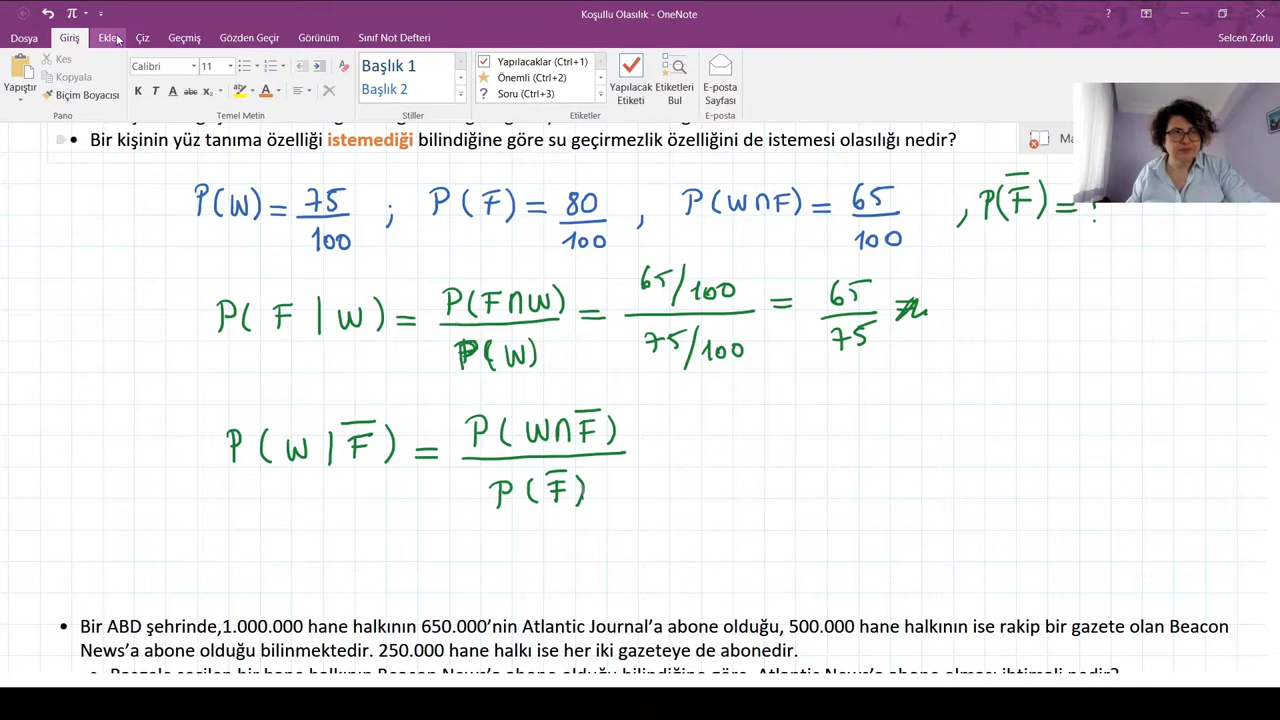 Koşullu Olasılık - OneNote
Dosya Giriş Ekle Çiz Geçmiş Gözden Geçir Görünüm Sınıf Not Defteri Selcen Zorlu
Yapıştır
Kes
Kopyala
Biçim Boyacısı
Pano
Calibri 11
Temel Metin
Başlık 1
Başlık 2
Stiller
Yapılacaklar (Ctrl+1)
Önemli (Ctrl+2)
Soru (Ctrl+3)
Yapılacak Etiketi
Etiketleri Bul
Etiketler
E-posta Sayfası
E-posta
• Bir kişinin yüz tanıma özelliği istemediği bilindiğine göre su geçirmezlik özelliğini de istemesi olasılığı nedir?
P(W) = 75/100 ; P(F) = 80/100 , P(W∩F) = 65/100 , P(F̅) = ?
P(F|W) = P(F∩W)/P(W) = (65/100)/(75/100) = 65/75
P(W|F̅) = P(W∩F̅)/P(F̅)
• Bir ABD şehrinde,1.000.000 hane halkının 650.000’nin Atlantic Journal’a abone olduğu, 500.000 hane halkının ise rakip bir gazete olan Beacon
News’a abone olduğu bilinmektedir. 250.000 hane halkı ise her iki gazeteye de abonedir.